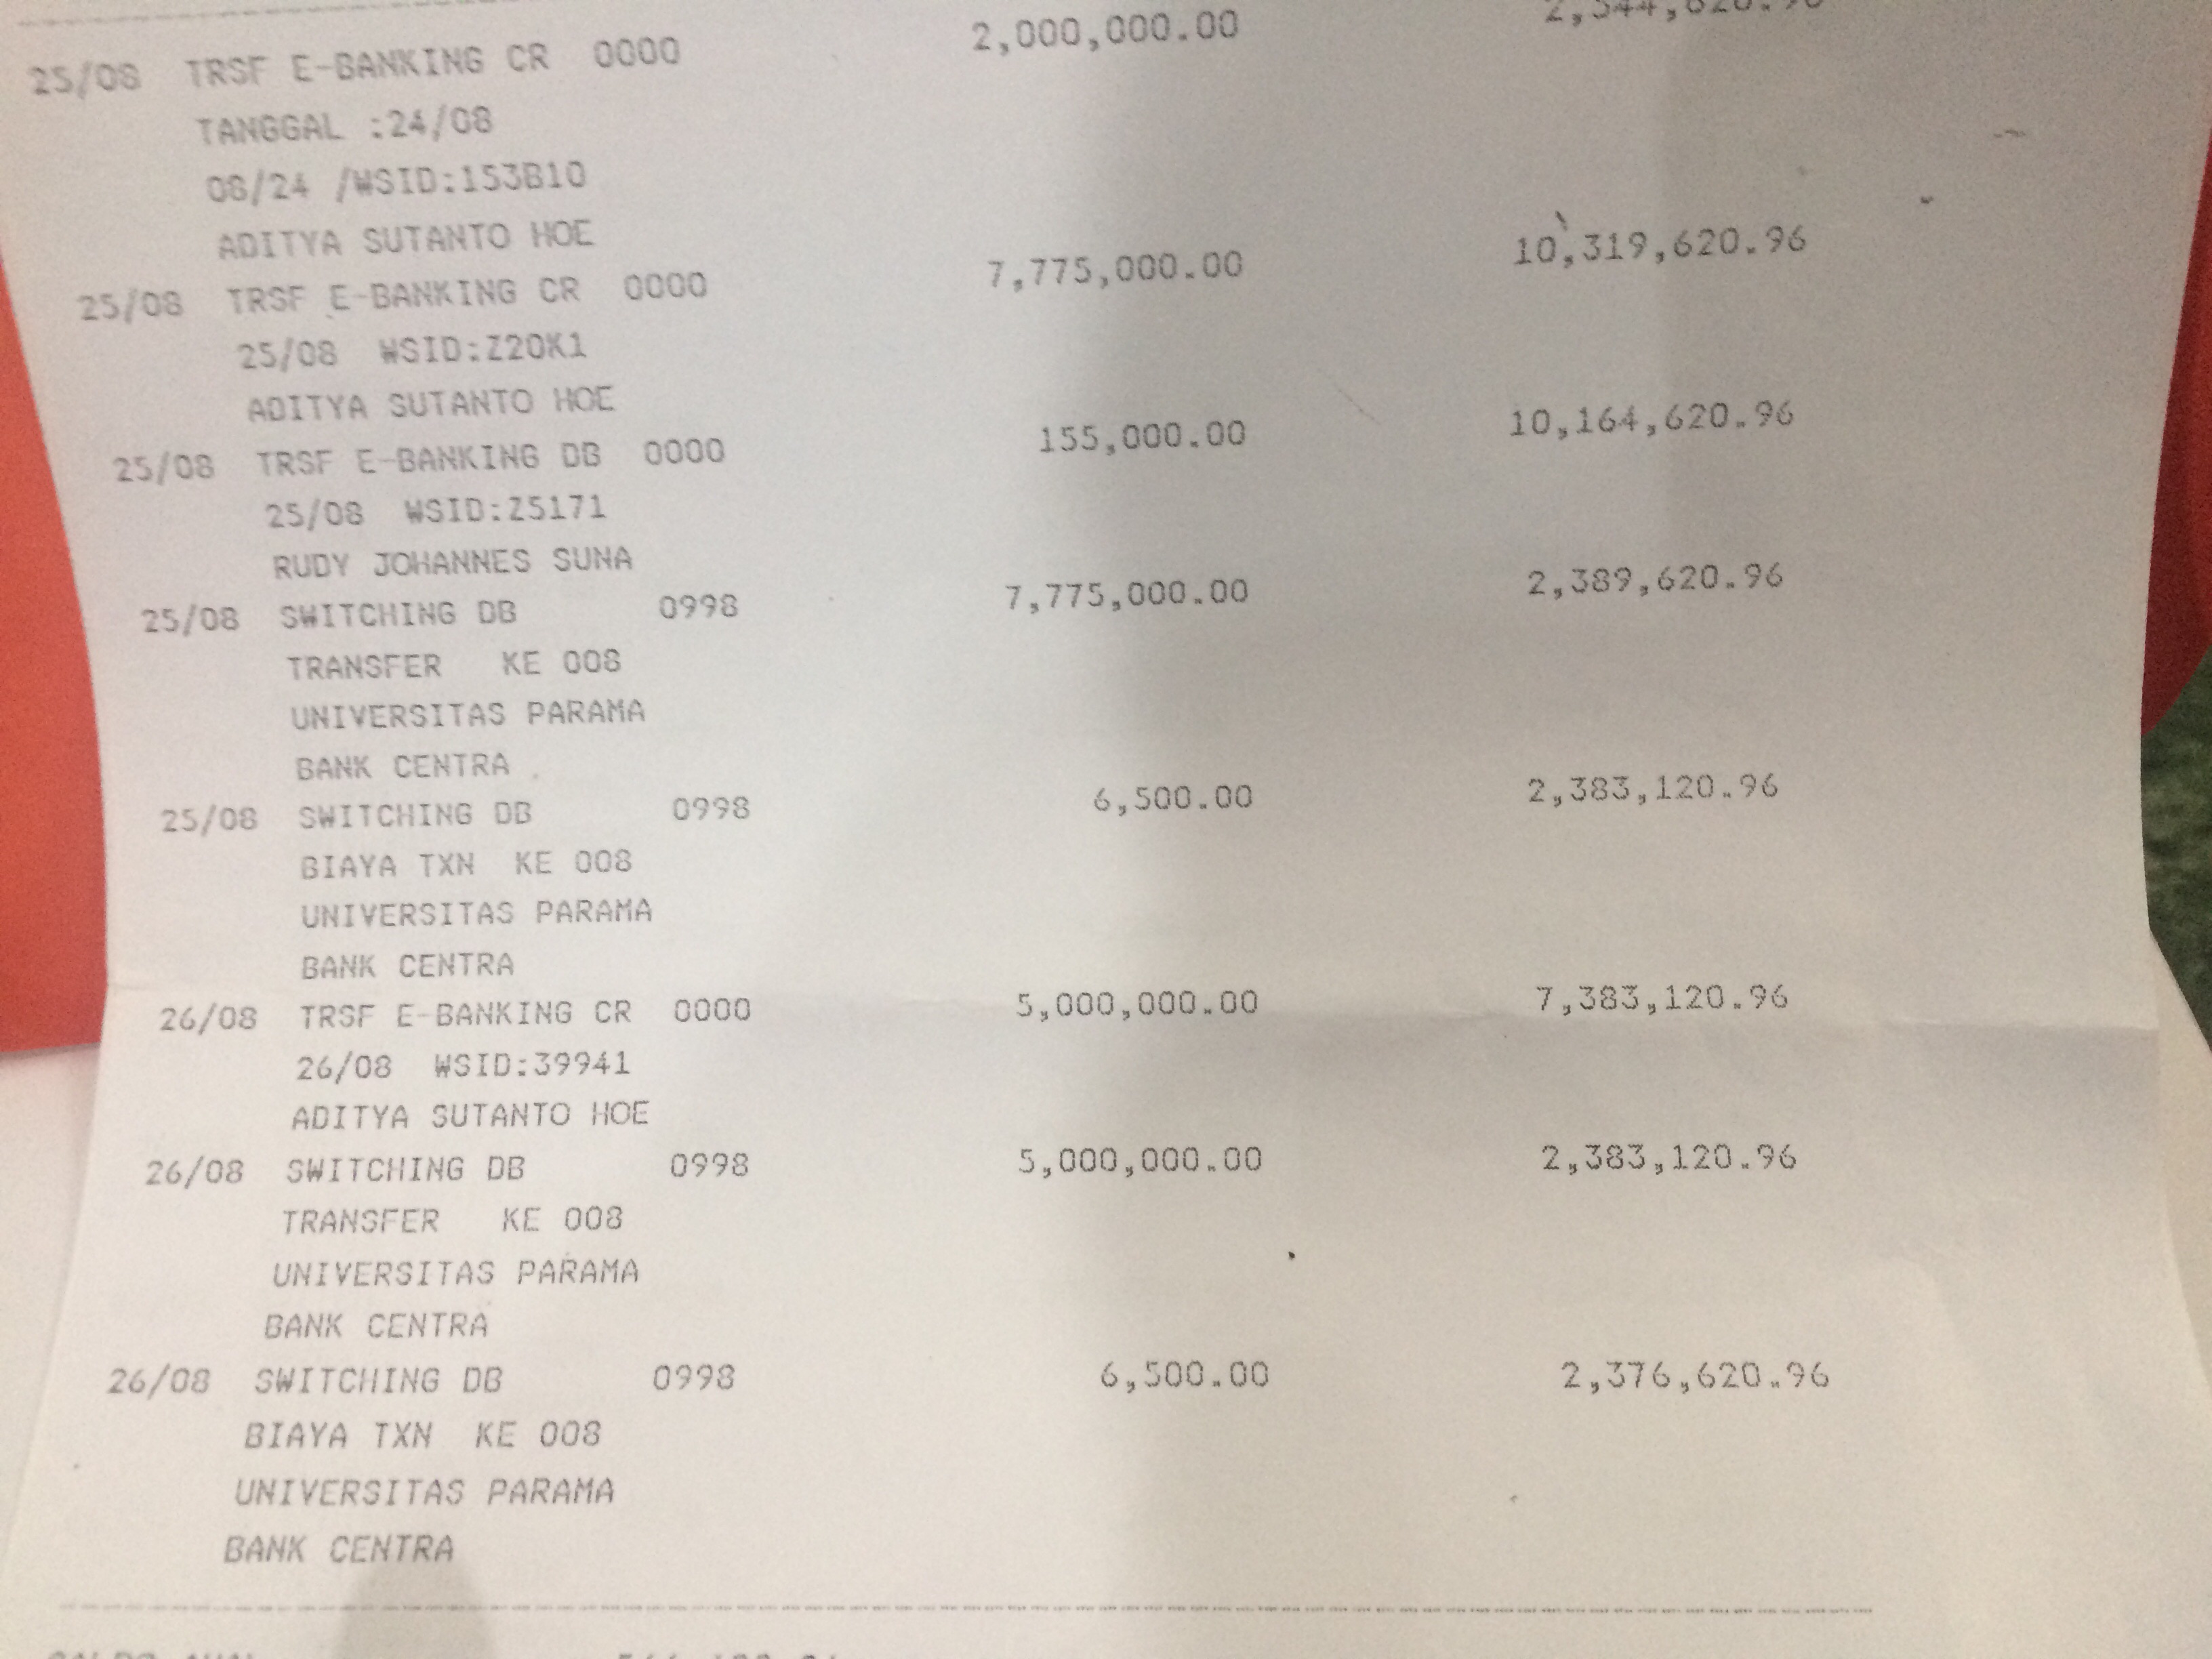 25/08 TRSF E-BANKING CR 0000 2,000,000.00 2,544,620.96
TANGGAL :24/08
08/24 /WSID:153B10
ADITYA SUTANTO HOE
25/08 TRSF E-BANKING CR 0000 7,775,000.00 10,319,620.96
25/08 WSID:Z20K1
ADITYA SUTANTO HOE
25/08 TRSF E-BANKING DB 0000 155,000.00 10,164,620.96
25/08 WSID:Z5171
RUDY JOHANNES SUNA
25/08 SWITCHING DB 0998 7,775,000.00 2,389,620.96
TRANSFER KE 008
UNIVERSITAS PARAMA
BANK CENTRA
25/08 SWITCHING DB 0998 6,500.00 2,383,120.96
BIAYA TXN KE 008
UNIVERSITAS PARAMA
BANK CENTRA
26/08 TRSF E-BANKING CR 0000 5,000,000.00 7,383,120.96
26/08 WSID:39941
ADITYA SUTANTO HOE
26/08 SWITCHING DB 0998 5,000,000.00 2,383,120.96
TRANSFER KE 008
UNIVERSITAS PARAMA
BANK CENTRA
26/08 SWITCHING DB 0998 6,500.00 2,376,620.96
BIAYA TXN KE 008
UNIVERSITAS PARAMA
BANK CENTRA